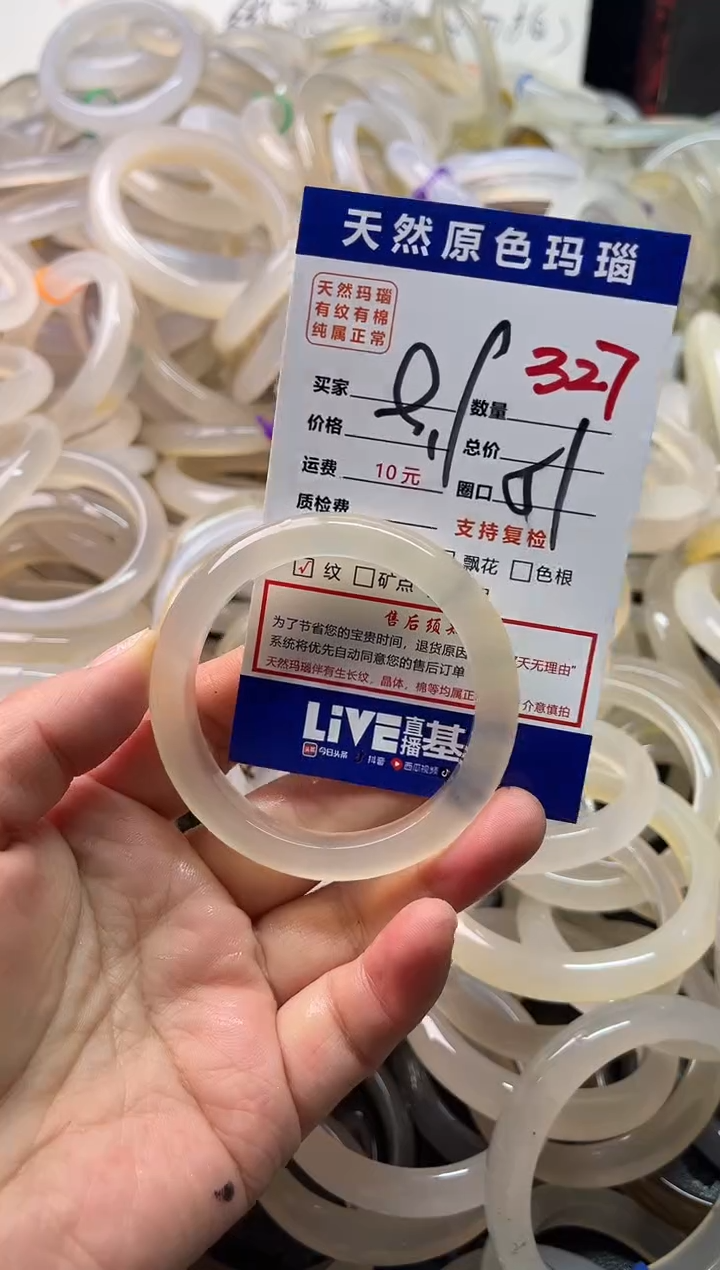 天然原色玛瑙
天然玛瑙
有纹有棉
纯属正常
327
买家
数量
价格
总价
运费 10元
圈口
质检费
支持复检
飘花 色根
纹 矿点
售后须
为了节省您的宝贵时间，退货原因 天无理由"
系统将优先自动同意您的售后订单
天然玛瑙伴有生长纹、晶体、棉等均属正 介意慎拍
LiVE直播基
今日头条 抖音 西瓜视频